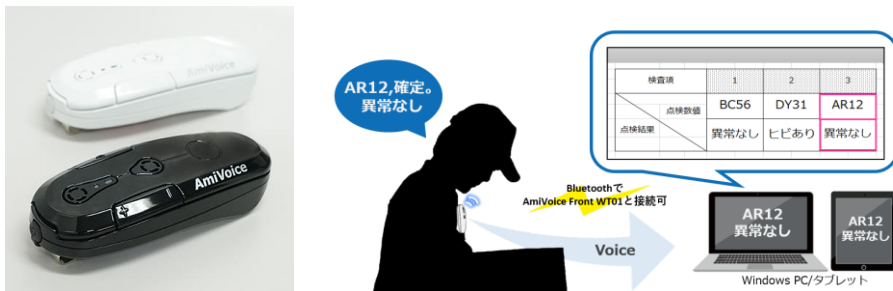 AmiVoice
AmiVoice
AR12,確定。
異常なし
検査項
1
2
3
点検数値
点検結果
BC56
DY31
AR12
異常なし
ヒビあり
異常なし
Bluetoothで
AmiVoice Front WT01と接続可
Voice
AR12
異常なし
AR12
異常なし
Windows PC/タブレット